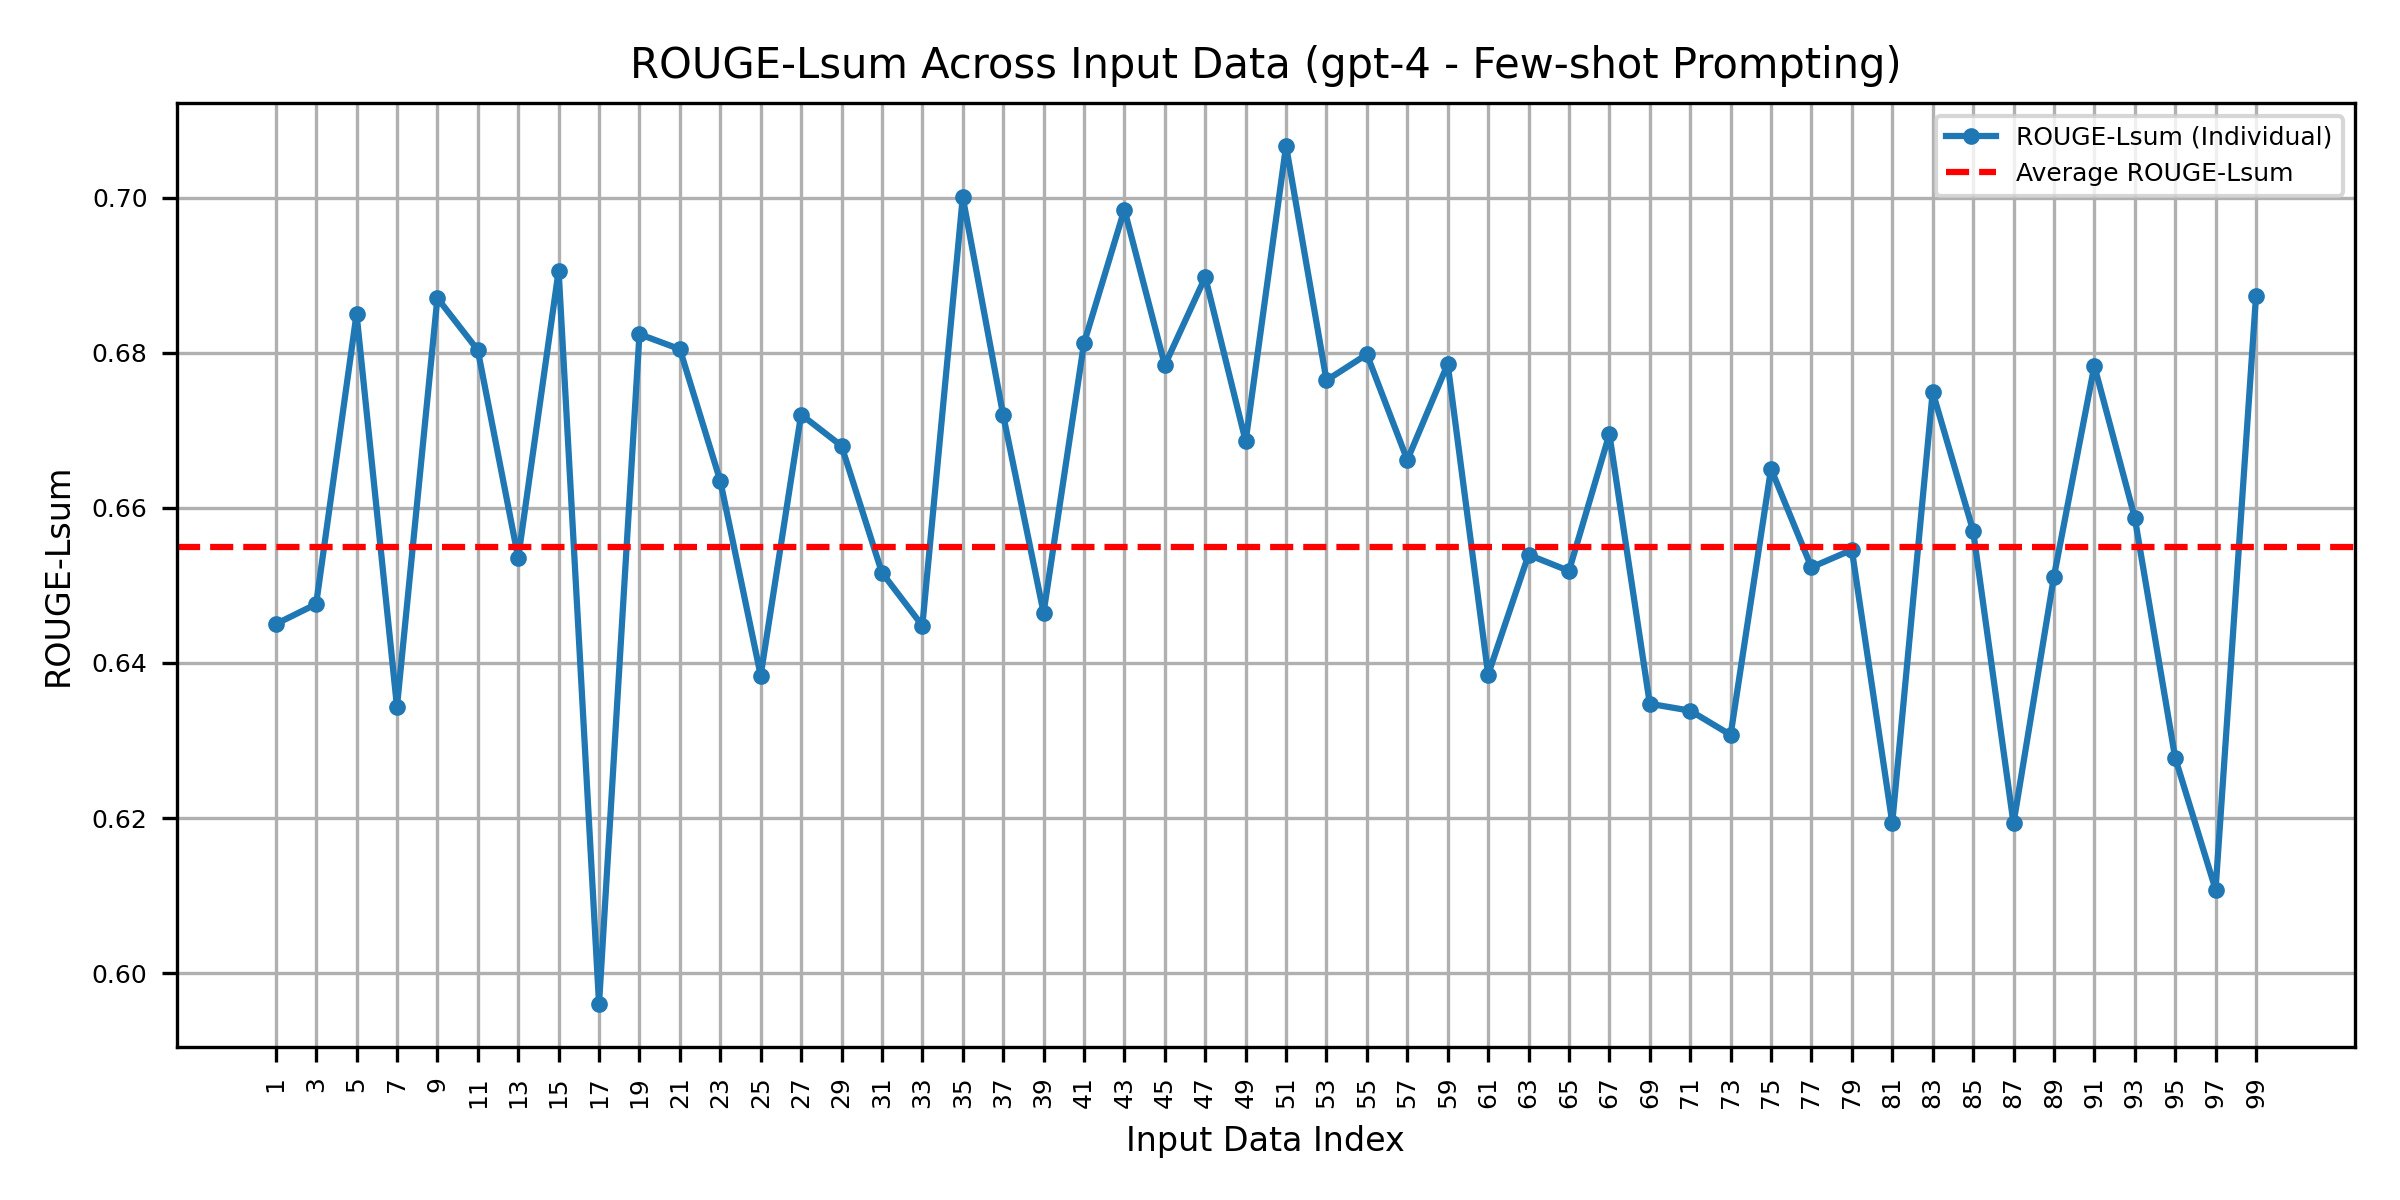 ROUGE-Lsum Across Input Data (gpt-4 - Few-shot Prompting)
ROUGE-Lsum (Individual)
Average ROUGE-Lsum
ROUGE-Lsum
0.70
0.68
0.66
0.64
0.62
0.60
1 3 5 7 9 11 13 15 17 19 21 23 25 27 29 31 33 35 37 39 41 43 45 47 49 51 53 55 57 59 61 63 65 67 69 71 73 75 77 79 81 83 85 87 89 91 93 95 97 99
Input Data Index